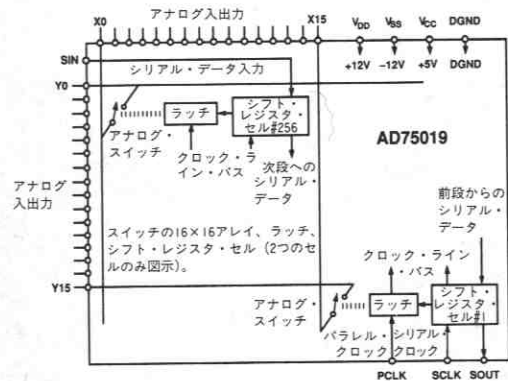 アナログ入出力
X0
X15
V_DD
V_SS
V_CC
DGND
+12V
−12V
+5V
DGND
SIN
シリアル・データ入力
Y0
ラッチ
シフト・
レジスタ・
セル#256
アナログ・
スイッチ
クロック・ラ
イン・バス
次段への
シリアル・
データ
AD75019
アナログ
入出力
前段からの
シリアル・
データ
スイッチの16×16アレイ、ラッチ、
シフト・レジスタ・セル(2つのセ
ルのみ図示)。
クロック・ライン
・バス
Y15
アナログ・
スイッチ
ラッチ
シフト・
レジスタ・
セル#1
パラレル・
クロック
シリアル・
クロック
PCLK
SCLK
SOUT